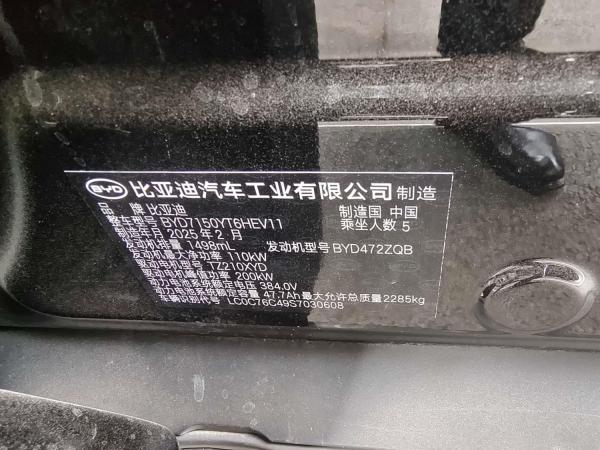 BYD 比亚迪汽车工业有限公司 制造
品 牌 比亚迪 制造国 中国
整车型号 BYD7150YT6HEV11 乘坐人数 5
制造年月 2025 年 2 月
发动机排量 1498mL 发动机型号 BYD472ZQB
发动机最大净功率 110kW
驱动电机型号 TZ210XYD
驱动电机峰值功率 200kW
动力电池系统额定电压 384.0V
动力电池系统额定容量 47.7Ah 最大允许总质量 2285kg
车辆识别代号 LC0C76C49S7030608